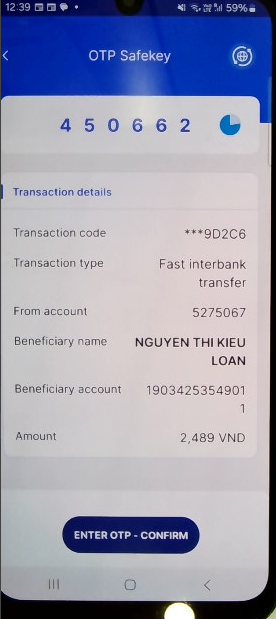 12:39 59%
OTP Safekey
4 5 0 6 6 2
Transaction details
Transaction code ***9D2C6
Transaction type Fast interbank
transfer
From account 5275067
Beneficiary name NGUYEN THI KIEU
LOAN
Beneficiary account 1903425354901
1
Amount 2,489 VND
ENTER OTP - CONFIRM